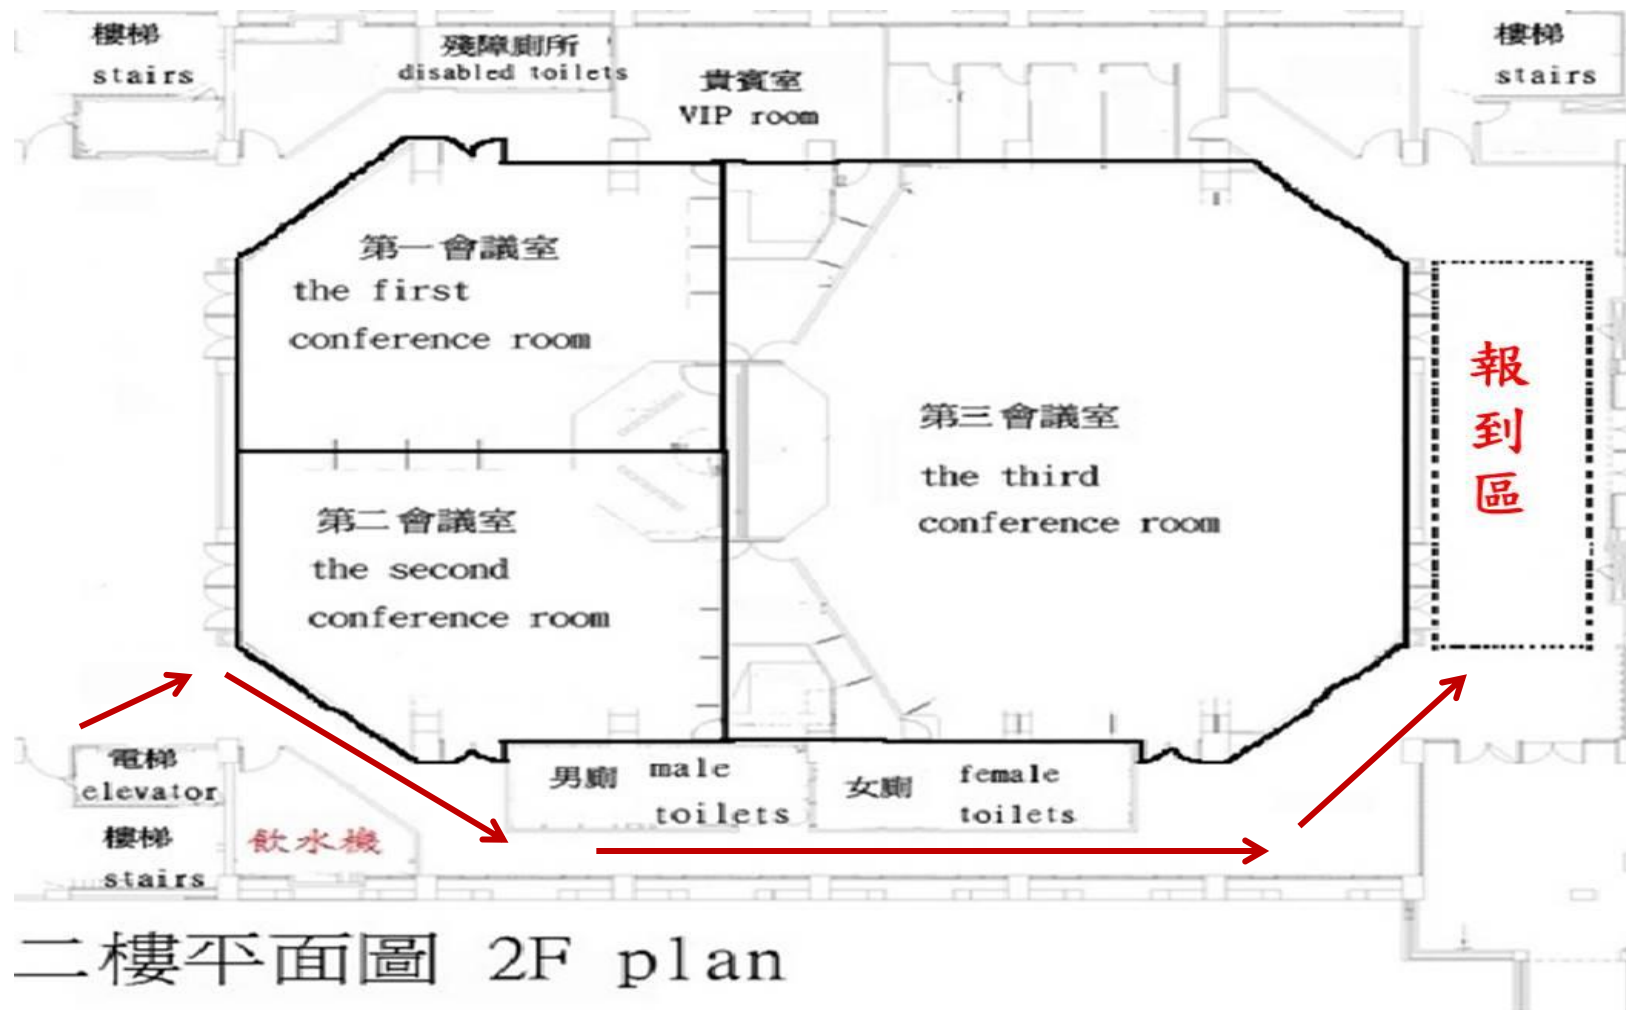 樓梯
stairs
殘障廁所
disabled toilets
貴賓室
VIP room
樓梯
stairs
第一會議室
the first
conference room
第二會議室
the second
conference room
第三會議室
the third
conference room
報到區
電梯
elevator
樓梯
stairs
飲水機
男廁 male
toilets
女廁 female
toilets
二樓平面圖 2F plan